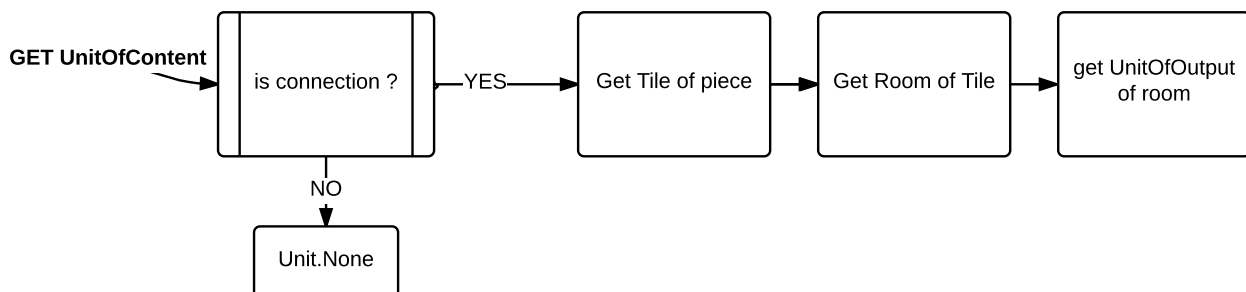 GET UnitOfContent
is connection ?
YES
Get Tile of piece
Get Room of Tile
get UnitOfOutput
of room
NO
Unit.None